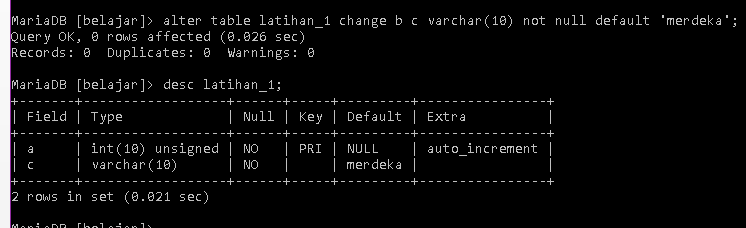 MariaDB [belajar]> alter table latihan_1 change b c varchar(10) not null default 'merdeka';
Query OK, 0 rows affected (0.026 sec)
Records: 0  Duplicates: 0  Warnings: 0

MariaDB [belajar]> desc latihan_1;
+-------+------------------+------+-----+---------+----------------+
| Field | Type             | Null | Key | Default | Extra          |
+-------+------------------+------+-----+---------+----------------+
| a     | int(10) unsigned | NO   | PRI | NULL    | auto_increment |
| c     | varchar(10)      | NO   |     | merdeka |                |
+-------+------------------+------+-----+---------+----------------+
2 rows in set (0.021 sec)

MariaDB [belajar]>